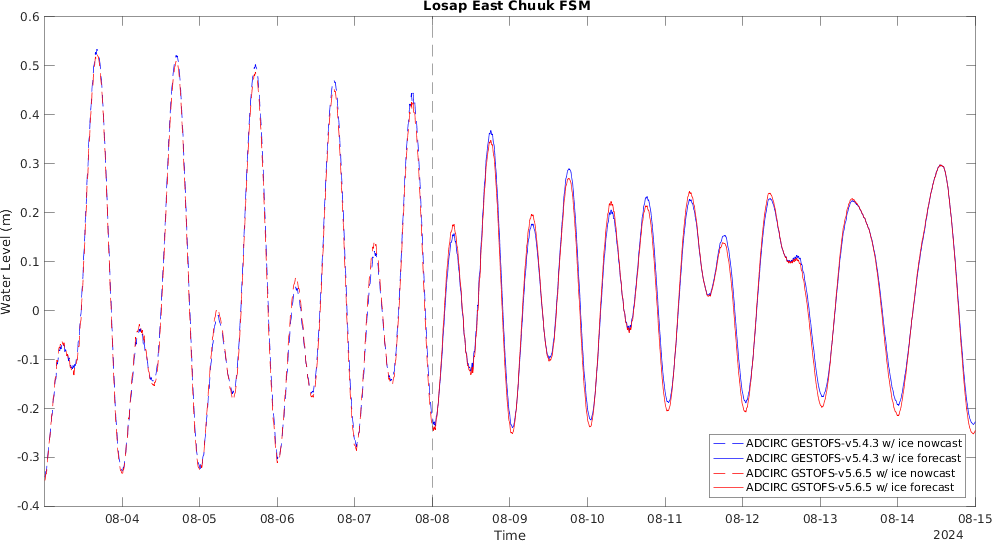 Losap East Chuuk FSM
0.6
0.5
0.4
0.3
0.2
0.1
0
-0.1
-0.2
-0.3
-0.4
Water Level (m)
ADCIRC GESTOFS-v5.4.3 w/ ice nowcast
ADCIRC GESTOFS-v5.4.3 w/ ice forecast
ADCIRC GSTOFS-v5.6.5 w/ ice nowcast
ADCIRC GSTOFS-v5.6.5 w/ ice forecast
08-04 08-05 08-06 08-07 08-08 08-09 08-10 08-11 08-12 08-13 08-14 08-15
Time
2024